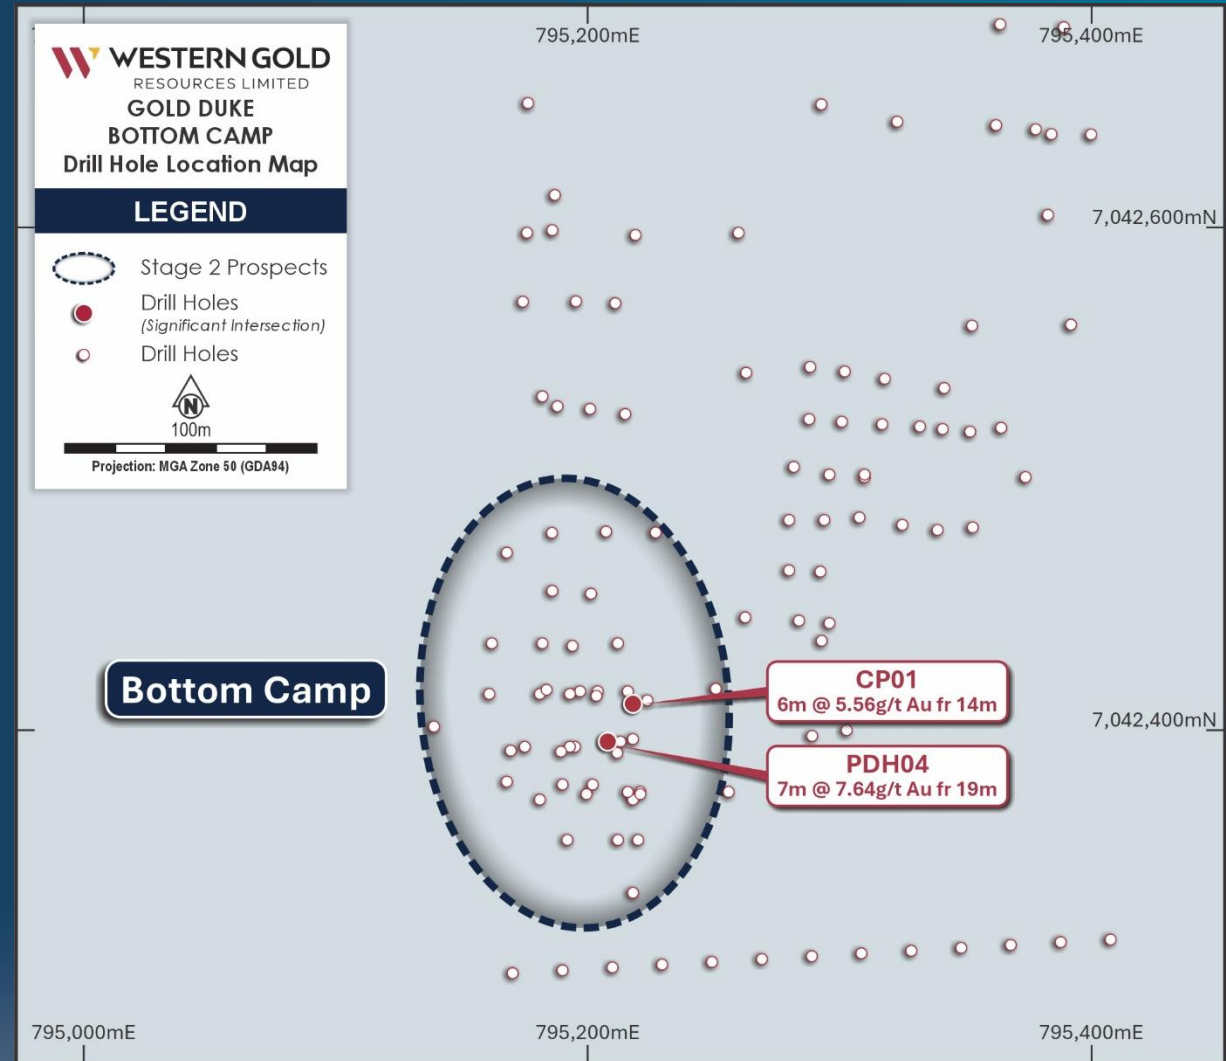 WESTERN GOLD
RESOURCES LIMITED
GOLD DUKE
BOTTOM CAMP
Drill Hole Location Map
LEGEND
Stage 2 Prospects
Drill Holes
(Significant Intersection)
Drill Holes
N
100m
Projection: MGA Zone 50 (GDA94)
795,200mE
795,400mE
7,042,600mN
Bottom Camp
CP01
6m @ 5.56g/t Au fr 14m
7,042,400mN
PDH04
7m @ 7.64g/t Au fr 19m
795,000mE
795,200mE
795,400mE